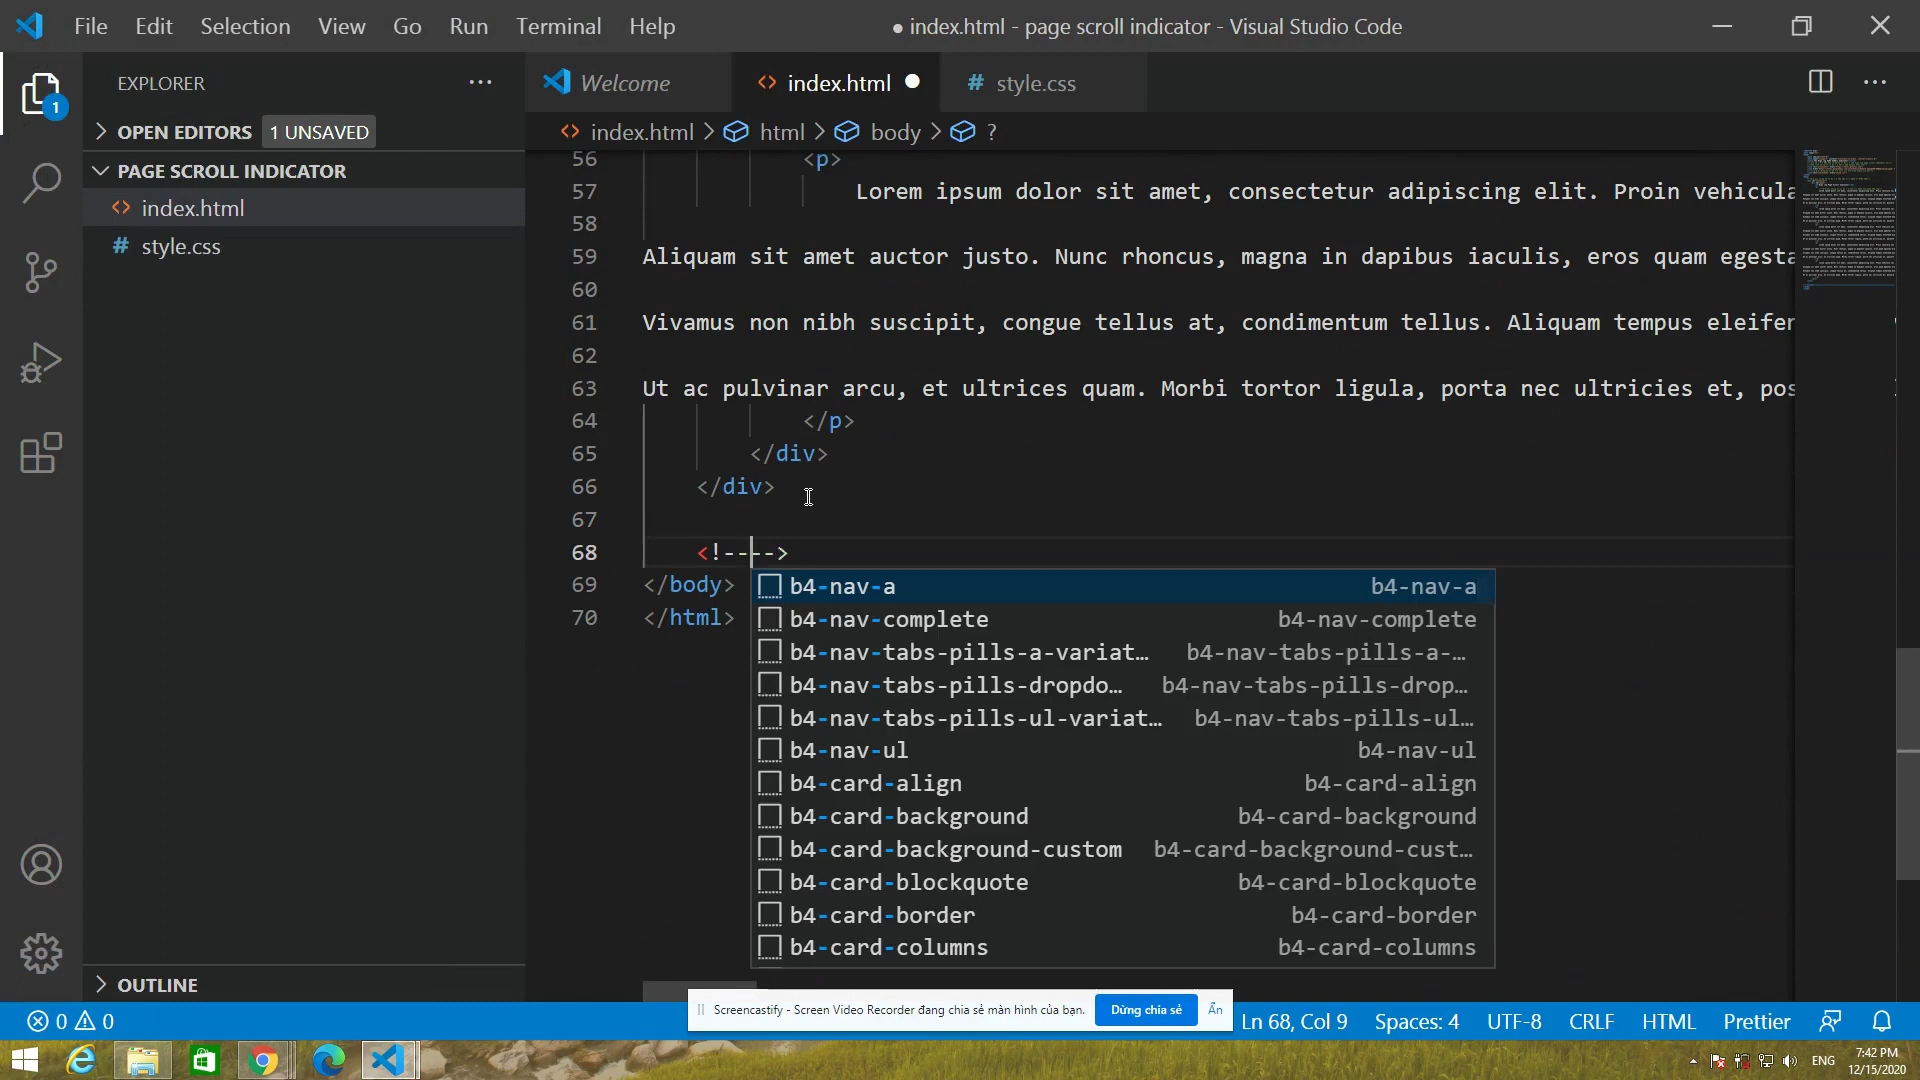 File Edit Selection View Go Run Terminal Help
● index.html - page scroll indicator - Visual Studio Code
EXPLORER
OPEN EDITORS 1 UNSAVED
PAGE SCROLL INDICATOR
index.html
# style.css
1
OUTLINE
Welcome
<> index.html
# style.css
<> index.html > html > body > ?
56 <p>
57 Lorem ipsum dolor sit amet, consectetur adipiscing elit. Proin vehicula
58
59 Aliquam sit amet auctor justo. Nunc rhoncus, magna in dapibus iaculis, eros quam egesta
60
61 Vivamus non nibh suscipit, congue tellus at, condimentum tellus. Aliquam tempus eleifen
62
63 Ut ac pulvinar arcu, et ultrices quam. Morbi tortor ligula, porta nec ultricies et, pos
64 </p>
65 </div>
66 </div>
67
68 <!---->
69 </body>
70 </html>
b4-nav-a b4-nav-a
b4-nav-complete b4-nav-complete
b4-nav-tabs-pills-a-variat… b4-nav-tabs-pills-a-…
b4-nav-tabs-pills-dropdo… b4-nav-tabs-pills-drop…
b4-nav-tabs-pills-ul-variat… b4-nav-tabs-pills-ul…
b4-nav-ul b4-nav-ul
b4-card-align b4-card-align
b4-card-background b4-card-background
b4-card-background-custom b4-card-background-cust…
b4-card-blockquote b4-card-blockquote
b4-card-border b4-card-border
b4-card-columns b4-card-columns
Screencastify - Screen Video Recorder đang chia sẻ màn hình của bạn. Dừng chia sẻ Ẩn
0 0
Ln 68, Col 9 Spaces: 4 UTF-8 CRLF HTML Prettier
ENG
7:42 PM
12/15/2020